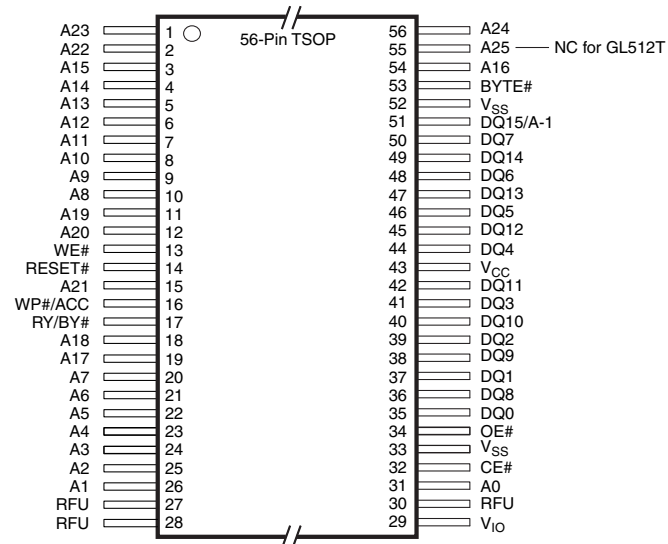 56-Pin TSOP
A23 1 56 A24
A22 2 55 A25 NC for GL512T
A15 3 54 A16
A14 4 53 BYTE#
A13 5 52 VSS
A12 6 51 DQ15/A-1
A11 7 50 DQ7
A10 8 49 DQ14
A9 9 48 DQ6
A8 10 47 DQ13
A19 11 46 DQ5
A20 12 45 DQ12
WE# 13 44 DQ4
RESET# 14 43 VCC
A21 15 42 DQ11
WP#/ACC 16 41 DQ3
RY/BY# 17 40 DQ10
A18 18 39 DQ2
A17 19 38 DQ9
A7 20 37 DQ1
A6 21 36 DQ8
A5 22 35 DQ0
A4 23 34 OE#
A3 24 33 VSS
A2 25 32 CE#
A1 26 31 A0
RFU 27 30 RFU
RFU 28 29 VIO